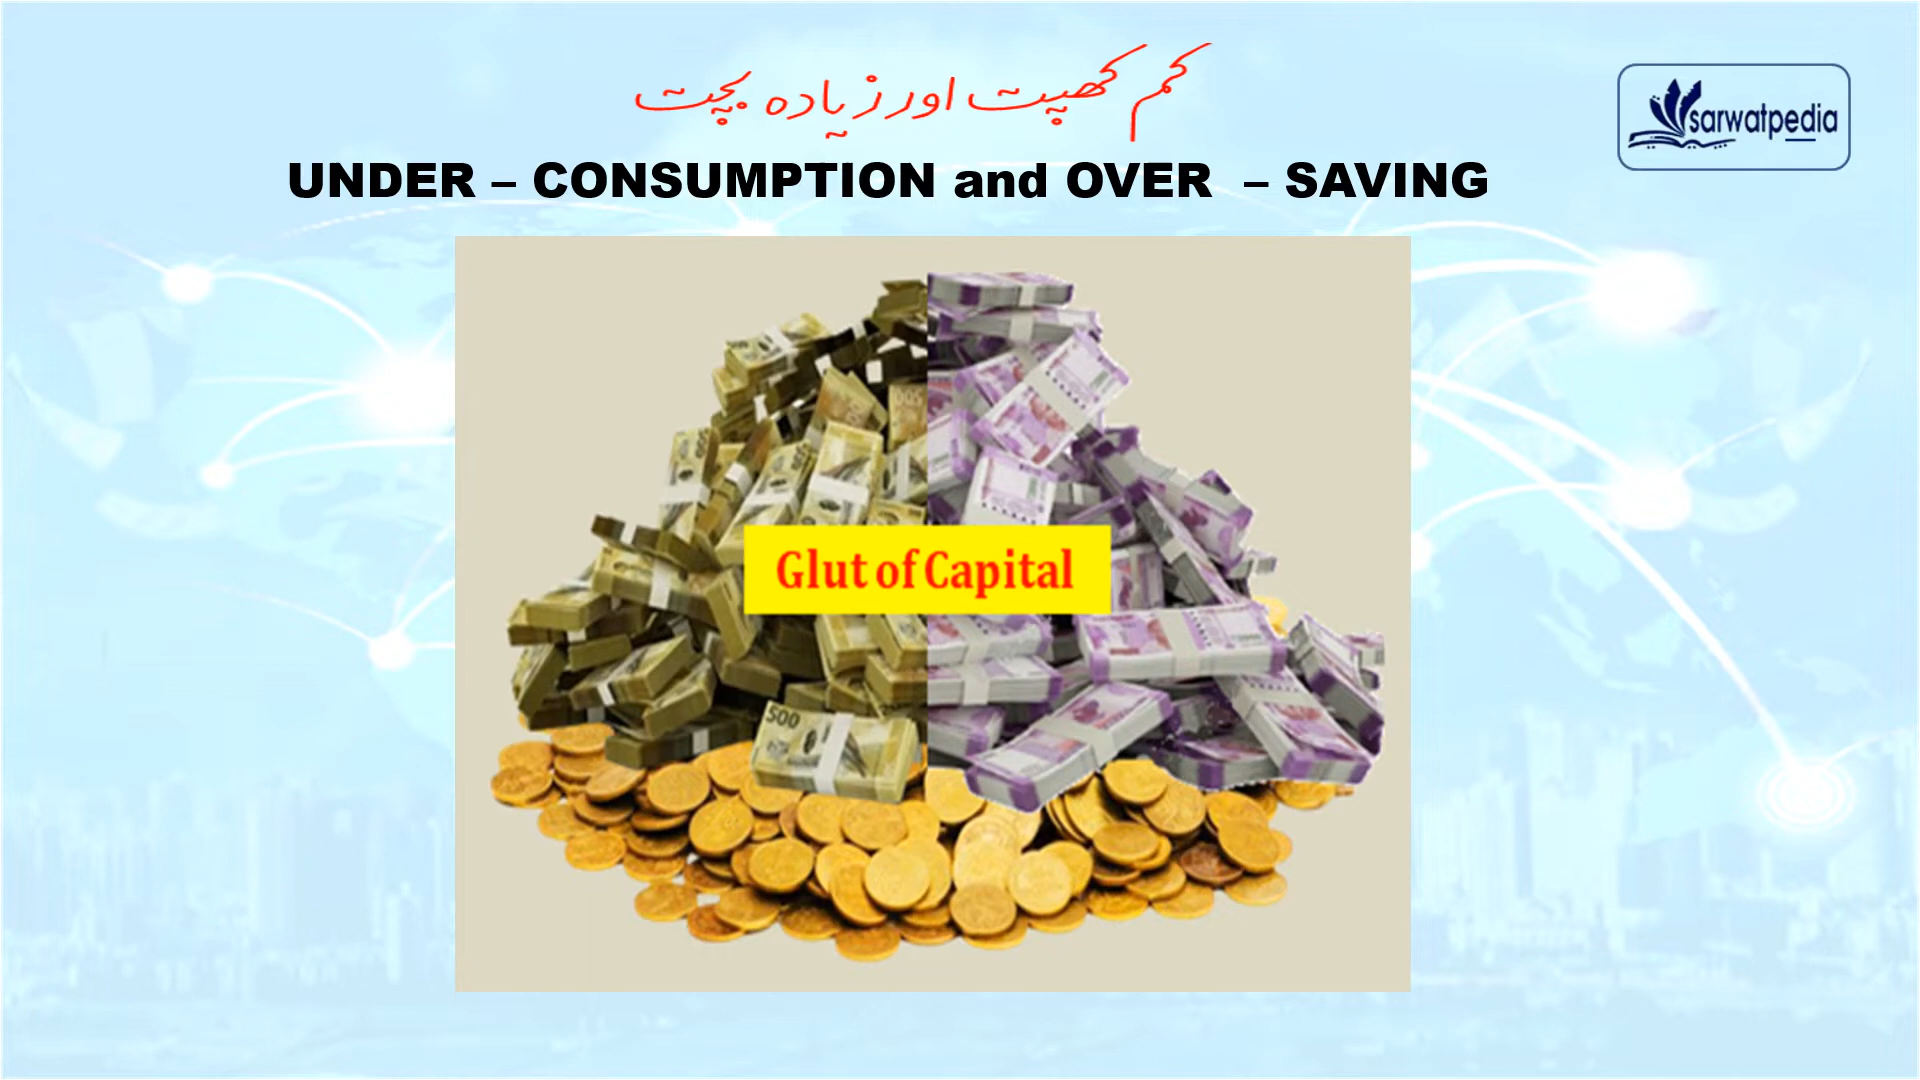 کم کھپت اور زیادہ بچت
sarwatpedia
UNDER – CONSUMPTION and OVER – SAVING
Glut of Capital
500